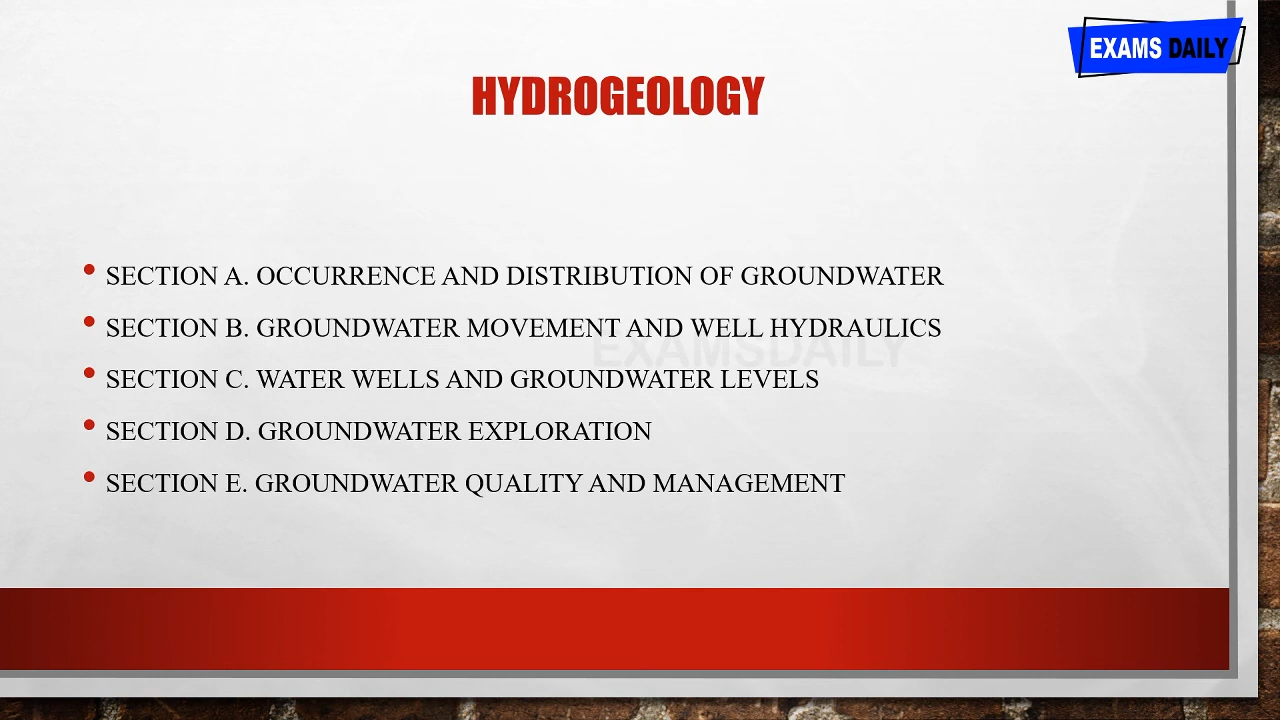 EXAMS DAILY
HYDROGEOLOGY
• SECTION A. OCCURRENCE AND DISTRIBUTION OF GROUNDWATER
• SECTION B. GROUNDWATER MOVEMENT AND WELL HYDRAULICS
EXAMSDAILY
• SECTION C. WATER WELLS AND GROUNDWATER LEVELS
• SECTION D. GROUNDWATER EXPLORATION
• SECTION E. GROUNDWATER QUALITY AND MANAGEMENT